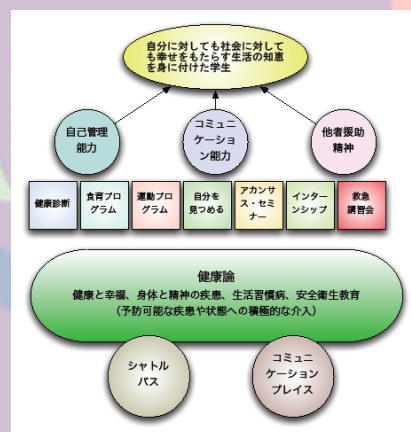 自分に対しても社会に対して
も幸せをもたらす生活の知恵
を身に付けた学生
自己管理
能力
コミュニ
ケーショ
ン能力
他者援助
精神
健康診断
食育プロ
グラム
運動プロ
グラム
自分を
見つめる
アカンサ
ス・セミ
ナー
インター
ンシップ
救急
講習会
健康論
健康と幸福、身体と精神の疾患、生活習慣病、安全衛生教育
（予防可能な疾患や状態への積極的な介入）
シャトル
バス
コミュニ
ケーション
プレイス